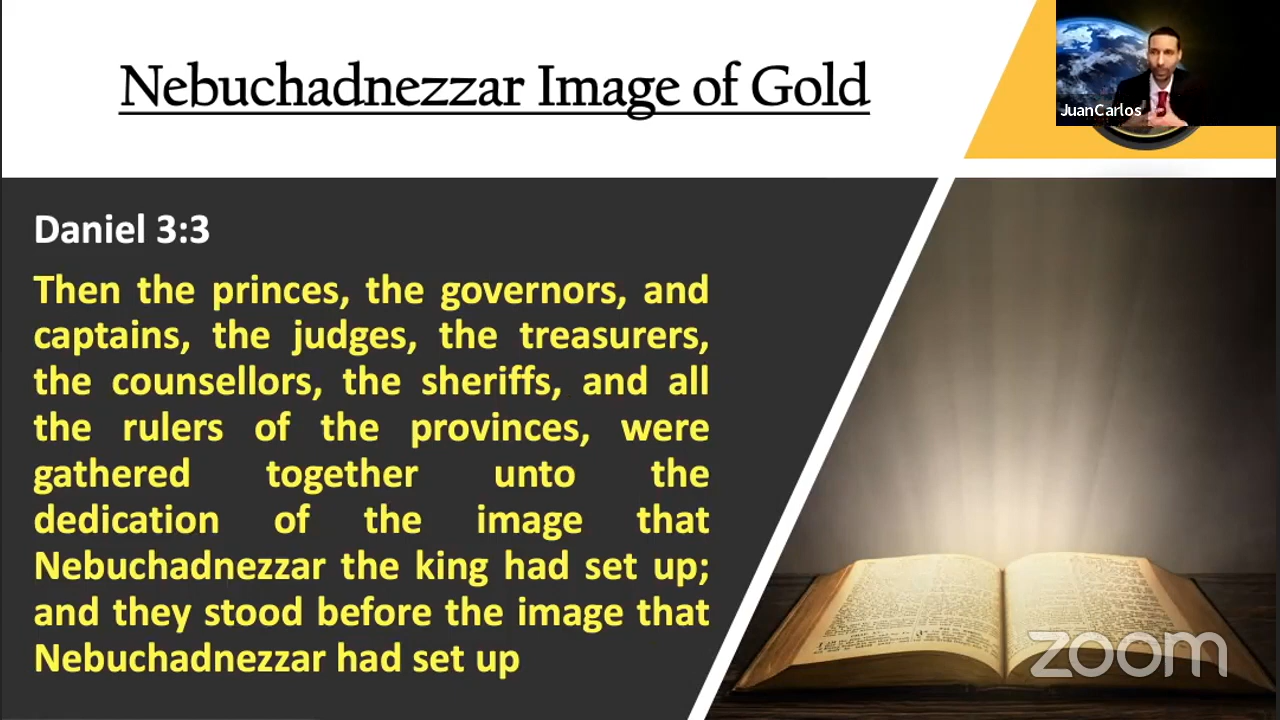 Nebuchadnezzar Image of Gold
JuanCarlos
Daniel 3:3
Then the princes, the governors, and
captains, the judges, the treasurers,
the counsellors, the sheriffs, and all
the rulers of the provinces, were
gathered together unto the
dedication of the image that
Nebuchadnezzar the king had set up;
and they stood before the image that
Nebuchadnezzar had set up
zoom